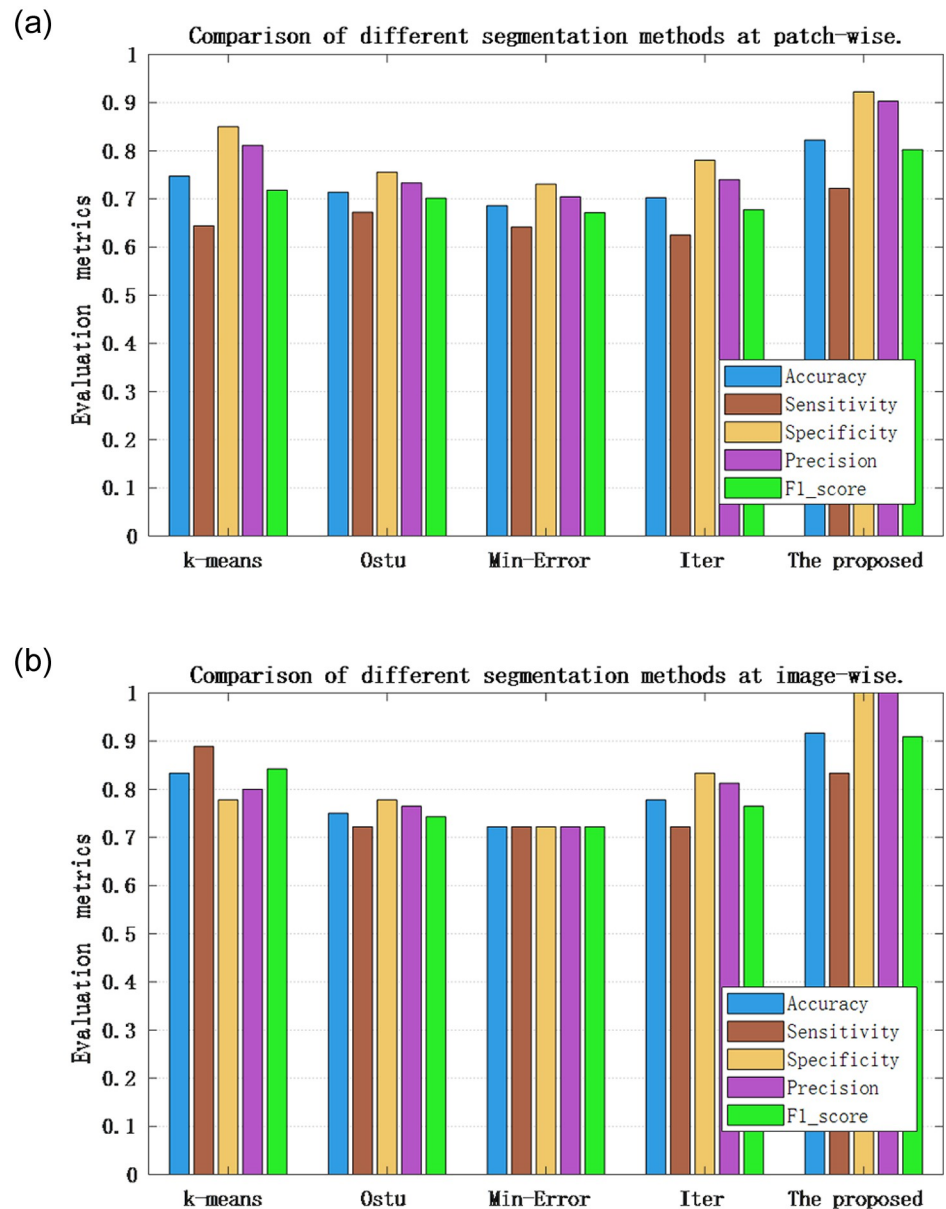 (a)
Comparison of different segmentation methods at patch-wise.
Evaluation metrics
1
0.9
0.8
0.7
0.6
0.5
0.4
0.3
0.2
0.1
0
Accuracy
Sensitivity
Specificity
Precision
F1_score
k-means Ostu Min-Error Iter The proposed
(b)
Comparison of different segmentation methods at image-wise.
Evaluation metrics
1
0.9
0.8
0.7
0.6
0.5
0.4
0.3
0.2
0.1
0
Accuracy
Sensitivity
Specificity
Precision
F1_score
k-means Ostu Min-Error Iter The proposed